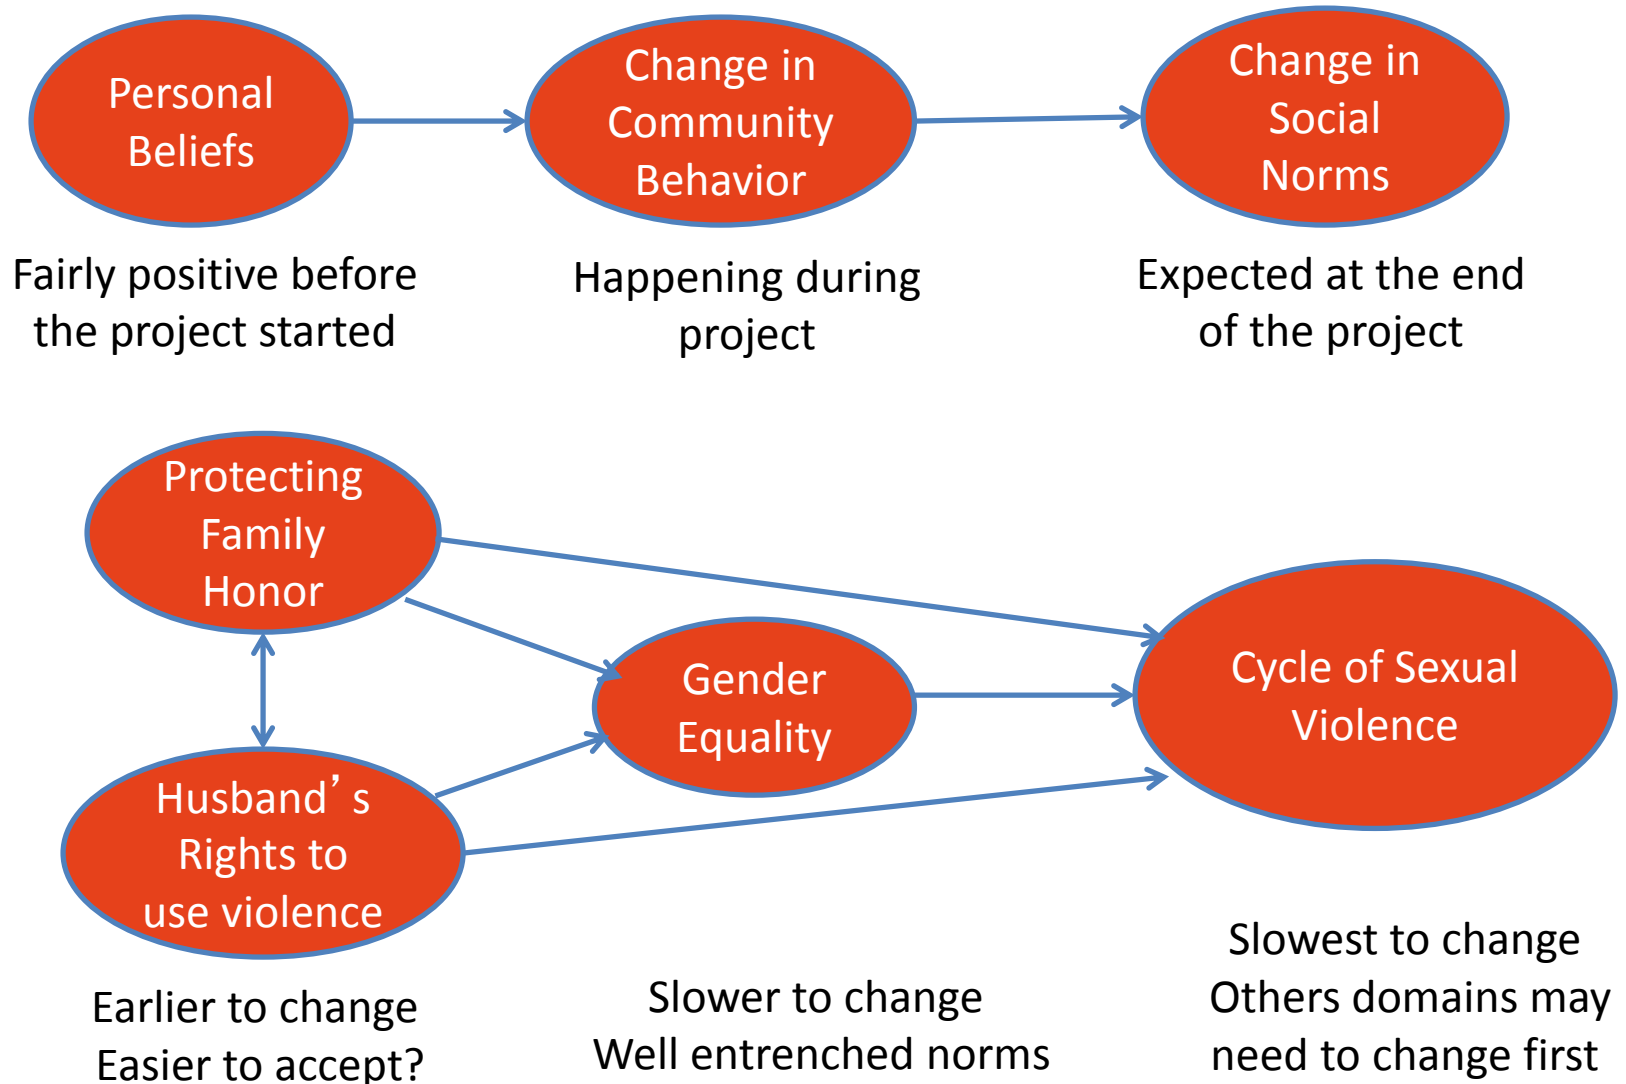 Personal
Beliefs
Change in
Community
Behavior
Change in
Social
Norms
Fairly positive before
the project started
Happening during
project
Expected at the end
of the project
Protecting
Family
Honor
Gender
Equality
Cycle of Sexual
Violence
Husband’s
Rights to
use violence
Earlier to change
Easier to accept?
Slower to change
Well entrenched norms
Slowest to change
Others domains may
need to change first